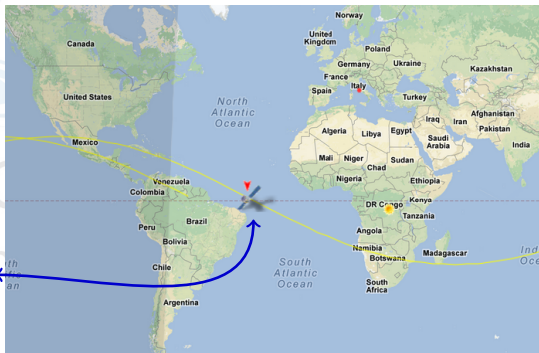 Norway
Canada
United
Kingdom
Poland
Germany
Ukraine
France
Kazakhstan
Italy
Spain
United States
Turkey
North
Atlantic
Ocean
Afghanistan
Iraq
Iran
Algeria
Libya
Egypt
Pakistan
Saudi
Arabia
Mexico
India
Mali
Niger
Sudan
Chad
Nigeria
Ethiopia
Venezuela
Colombia
Kenya
DR Congo
Tanzania
Brazil
Peru
Angola
Bolivia
Namibia
Madagascar
Botswana
South
Atlantic
Ocean
Chile
South
Africa
Argentina